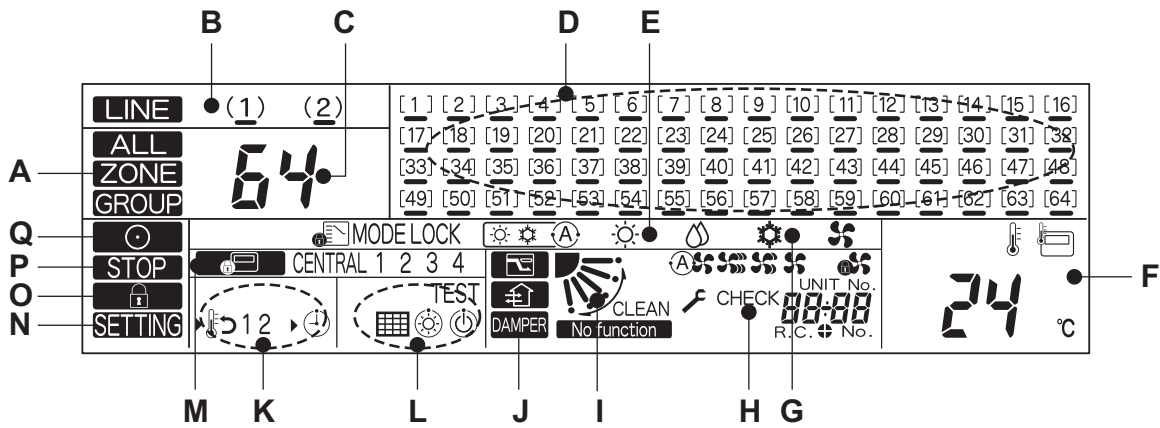 B C D E
LINE (1) (2)
[1] [2] [3] [4] [5] [6] [7] [8] [9] [10] [11] [12] [13] [14] [15] [16]
ALL
[17] [18] [19] [20] [21] [22] [23] [24] [25] [26] [27] [28] [29] [30] [31] [32]
A ZONE 64
[33] [34] [35] [36] [37] [38] [39] [40] [41] [42] [43] [44] [45] [46] [47] [48]
GROUP
[49] [50] [51] [52] [53] [54] [55] [56] [57] [58] [59] [60] [61] [62] [63] [64]
Q MODE LOCK A
P STOP CENTRAL 1 2 3 4 A
F
O TEST CLEAN CHECK UNIT No.
88:88
N SETTING 12 DAMPER No function R.C. No.
24 °C
M K L J I H G